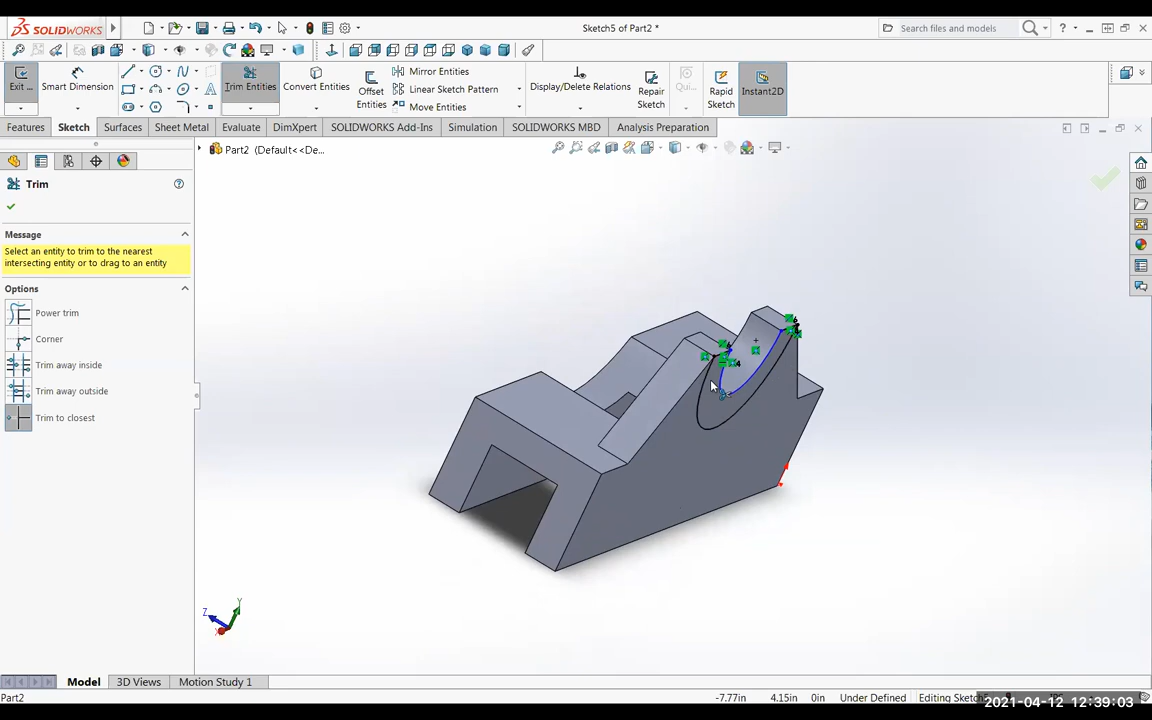 SOLIDWORKS
Sketch5 of Part2 *
Search files and models
Exit ...
Smart Dimension
Trim Entities
Convert Entities
Offset Entities
Mirror Entities
Linear Sketch Pattern
Move Entities
Display/Delete Relations
Repair Sketch
Qui...
Rapid Sketch
Instant2D
Features
Sketch
Surfaces
Sheet Metal
Evaluate
DimXpert
SOLIDWORKS Add-Ins
Simulation
SOLIDWORKS MBD
Analysis Preparation
Part2 (Default<<De...
Trim
Message
Select an entity to trim to the nearest
intersecting entity or to drag to an entity
Options
Power trim
Corner
Trim away inside
Trim away outside
Trim to closest
Y
Z
X
Model
3D Views
Motion Study 1
Part2
-7.77in
4.15in
0in
Under Defined
Editing Sketch5
2021-04-12 12:39:03